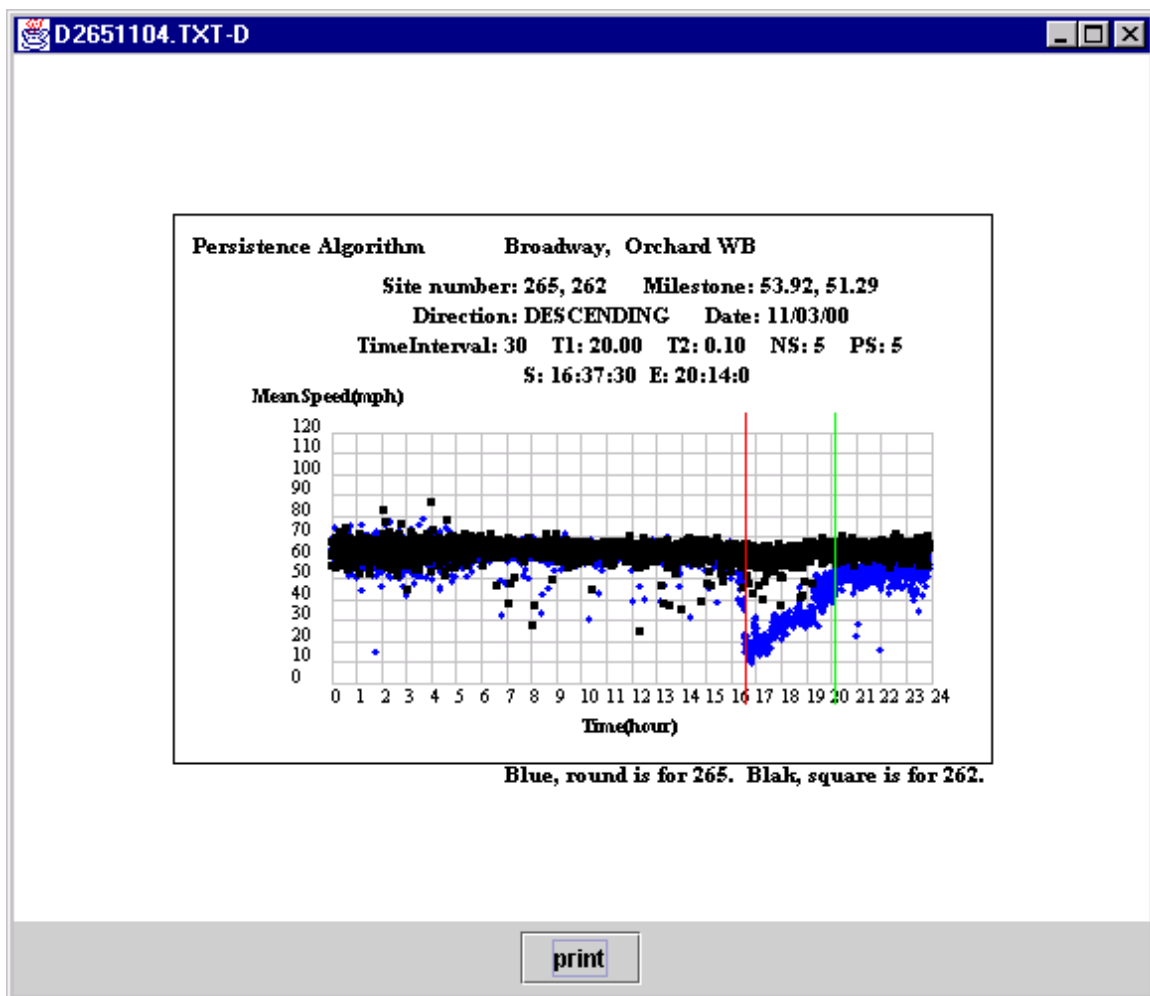 D2651104.TXT-D
Persistence Algorithm Broadway, Orchard WB
Site number: 265, 262 Milestone: 53.92, 51.29
Direction: DESCENDING Date: 11/03/00
TimeInterval: 30 T1: 20.00 T2: 0.10 NS: 5 PS: 5
S: 16:37:30 E: 20:14:0
Mean Speed(mph)
120
110
100
90
80
70
60
50
40
30
20
10
0
0 1 2 3 4 5 6 7 8 9 10 11 12 13 14 15 16 17 18 19 20 21 22 23 24
Time(hour)
Blue, round is for 265. Blak, square is for 262.
print